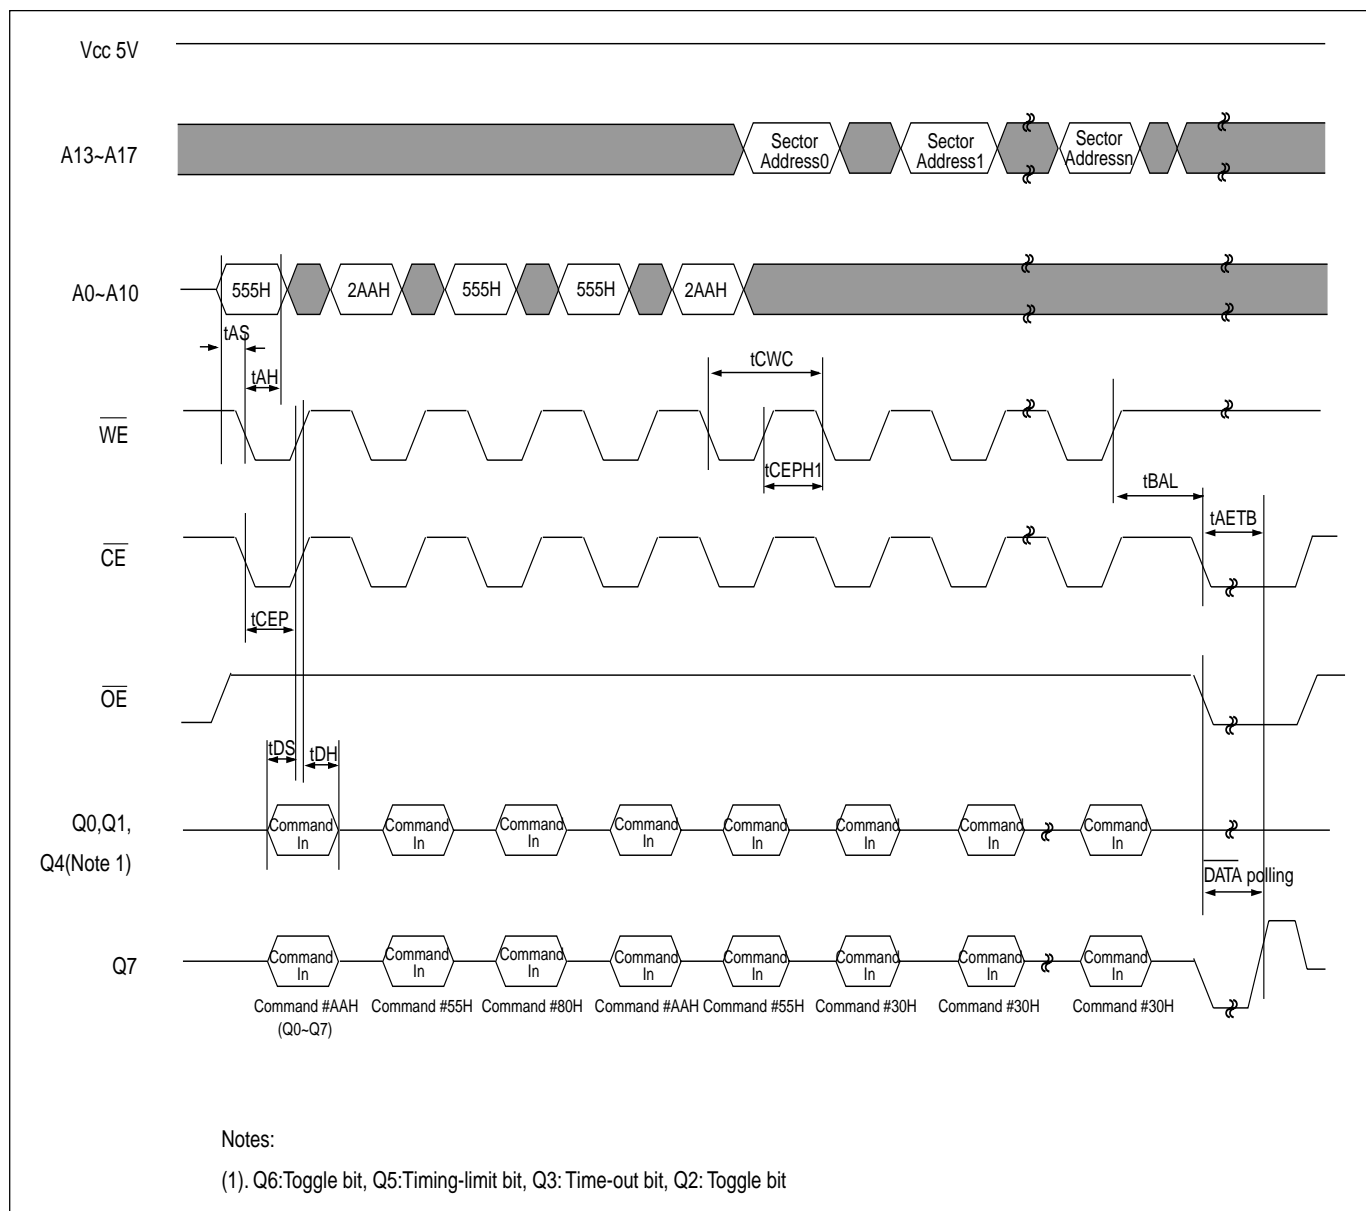 Vcc 5V
A13~A17
Sector
Address0
Sector
Address1
Sector
Addressn
A0~A10
555H
2AAH
555H
555H
2AAH
tAS
tAH
tCWC
WE
tCEPH1
tBAL
tAETB
CE
tCEP
OE
tDS
tDH
Q0,Q1,
Q4(Note 1)
Command
In
Command
In
Command
In
Command
In
Command
In
Command
In
Command
In
Command
In
DATA polling
Q7
Command
In
Command
In
Command
In
Command
In
Command
In
Command
In
Command
In
Command
In
Command #AAH
(Q0~Q7)
Command #55H
Command #80H
Command #AAH
Command #55H
Command #30H
Command #30H
Command #30H
Notes:
(1). Q6:Toggle bit, Q5:Timing-limit bit, Q3: Time-out bit, Q2: Toggle bit